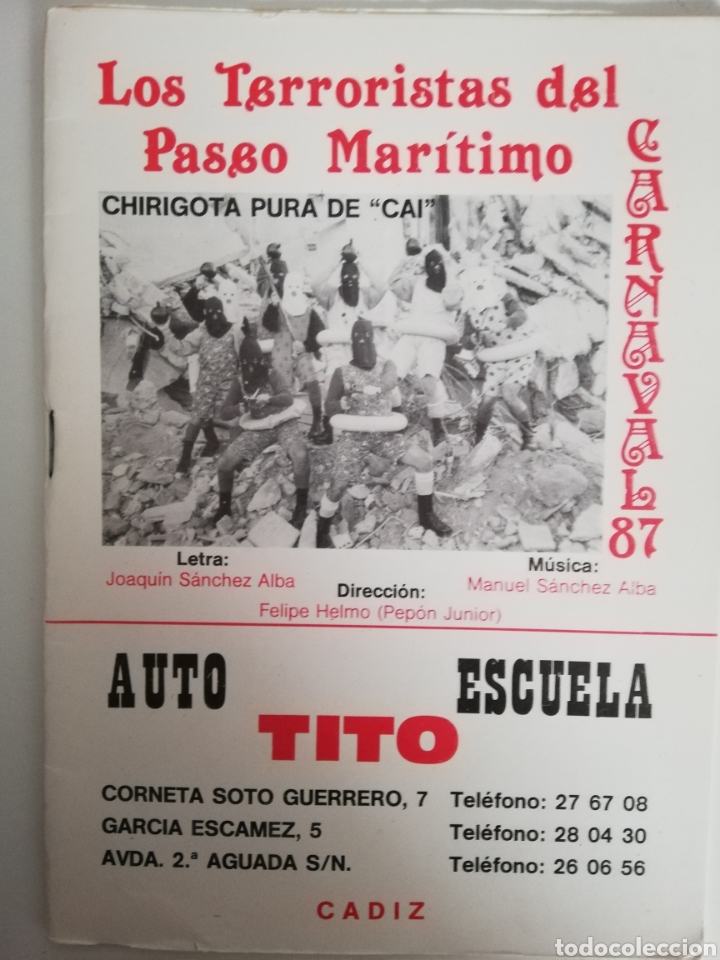 Los Terroristas del
Paseo Marítimo
CARNAVAL 87
CHIRIGOTA PURA DE "CAI"
Letra:
Joaquín Sánchez Alba
Música:
Manuel Sánchez Alba
Dirección:
Felipe Helmo (Pepón Junior)
AUTO ESCUELA
TITO
CORNETA SOTO GUERRERO, 7 Teléfono: 27 67 08
GARCIA ESCAMEZ, 5 Teléfono: 28 04 30
AVDA. 2.ª AGUADA S/N. Teléfono: 26 06 56
CADIZ
todocoleccion